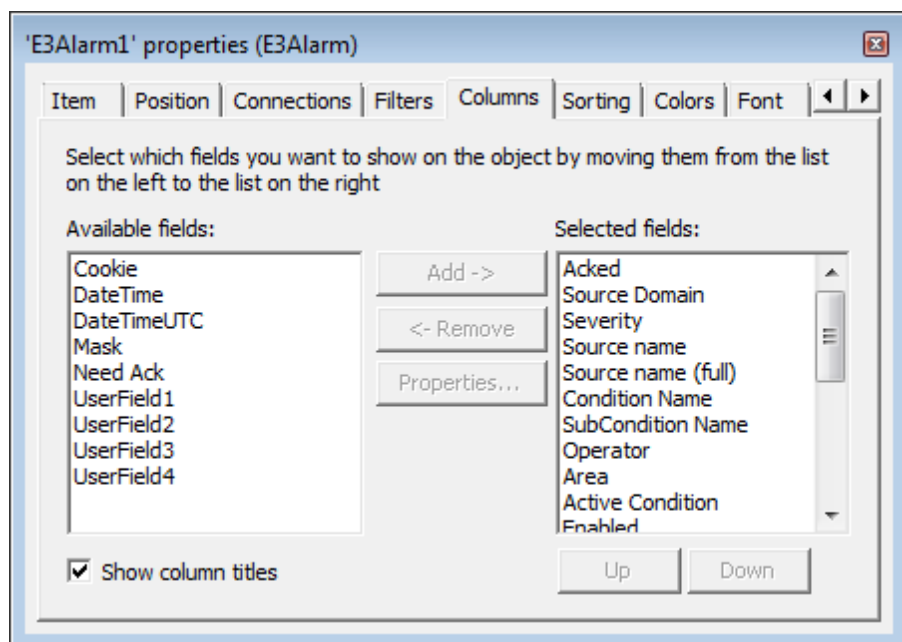 'E3Alarm1' properties (E3Alarm)
Item Position Connections Filters Columns Sorting Colors Font
Select which fields you want to show on the object by moving them from the list
on the left to the list on the right
Available fields:
Cookie
DateTime
DateTimeUTC
Mask
Need Ack
UserField1
UserField2
UserField3
UserField4
Add ->
<- Remove
Properties...
Selected fields:
Acked
Source Domain
Severity
Source name
Source name (full)
Condition Name
SubCondition Name
Operator
Area
Active Condition
Enabled
Show column titles
Up
Down